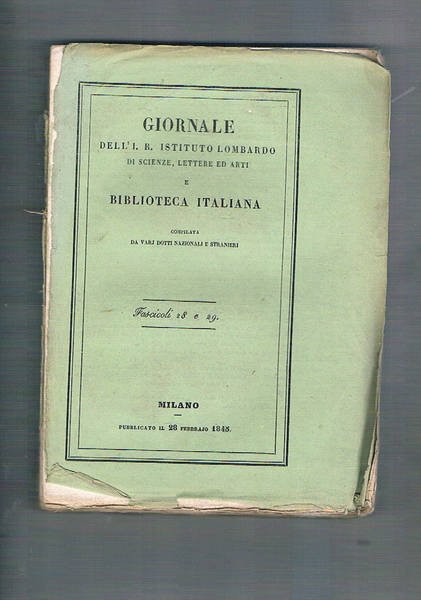 GIORNALE
DELL' I. R. ISTITUTO LOMBARDO
DI SCIENZE, LETTERE ED ARTI
E
BIBLIOTECA ITALIANA
COMPILATA
DA VARJ DOTTI NAZIONALI E STRANIERI
Fascicoli 28 e 29.
MILANO
PUBBLICATO IL 28 FEBBRAJO 1845.